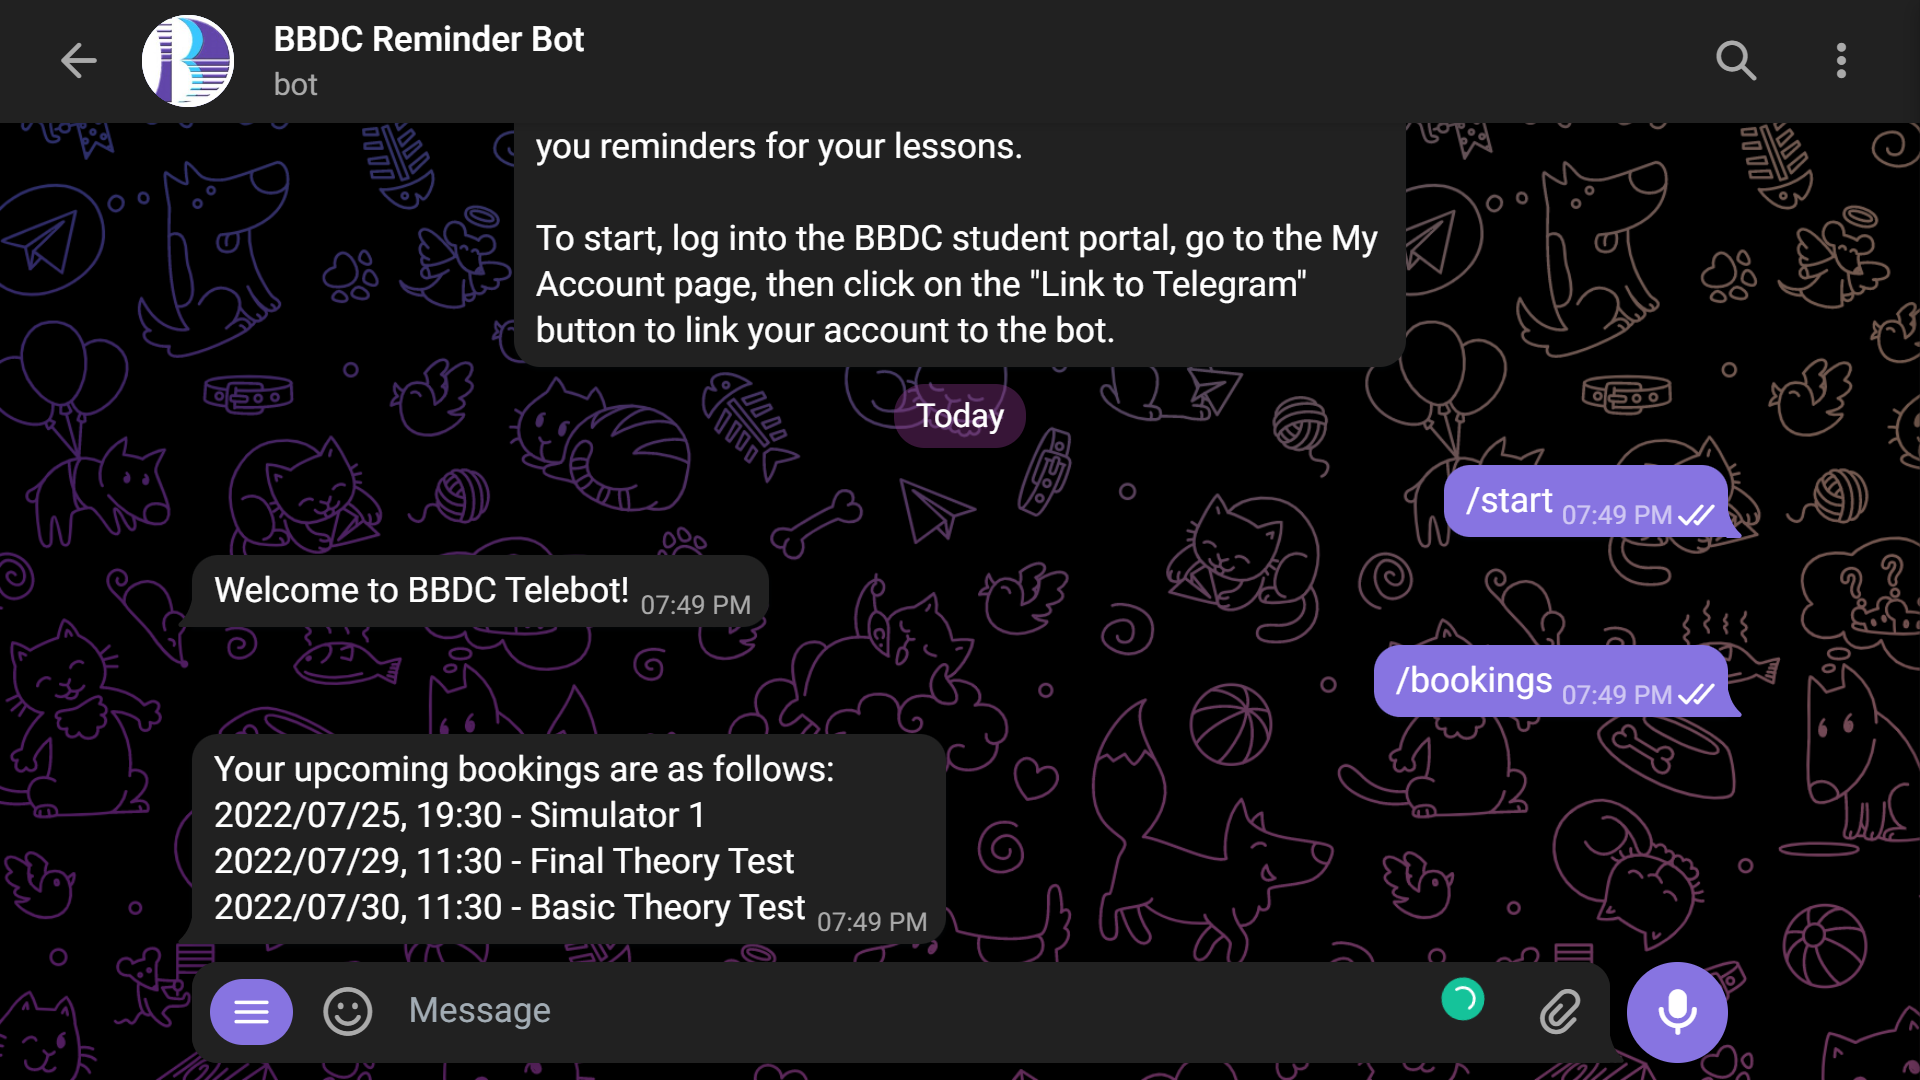 BBDC Reminder Bot
bot
you reminders for your lessons.
To start, log into the BBDC student portal, go to the My
Account page, then click on the "Link to Telegram"
button to link your account to the bot.
Today
/start 07:49 PM
Welcome to BBDC Telebot! 07:49 PM
/bookings 07:49 PM
Your upcoming bookings are as follows:
2022/07/25, 19:30 - Simulator 1
2022/07/29, 11:30 - Final Theory Test
2022/07/30, 11:30 - Basic Theory Test 07:49 PM
Message